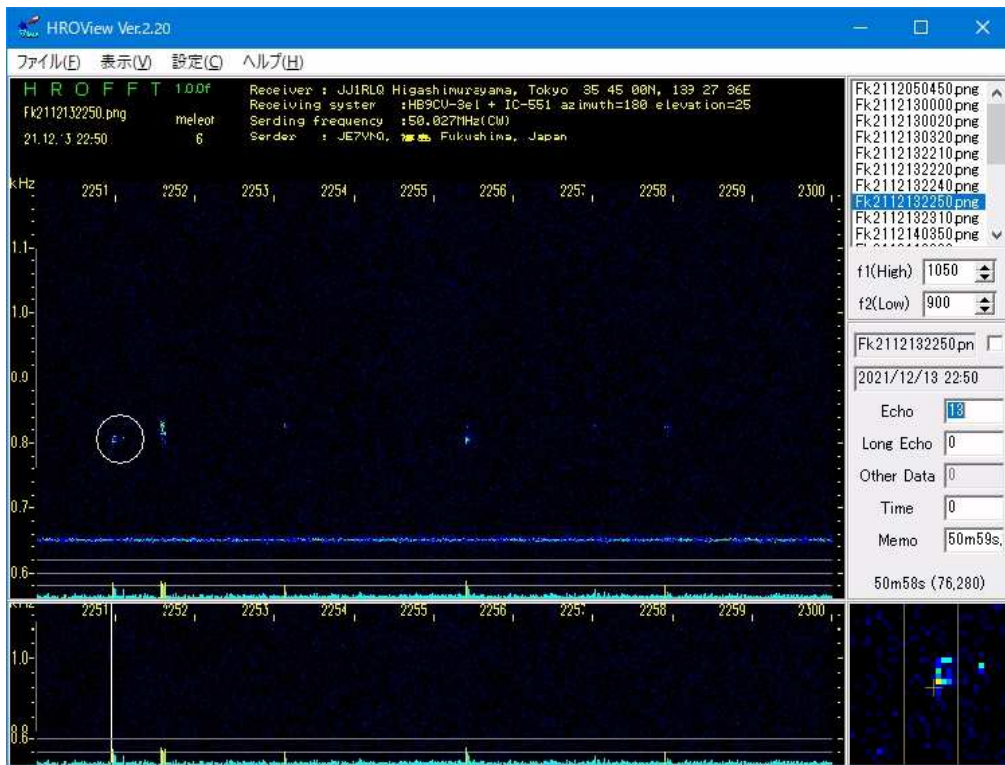 HROView Ver.2.20
ファイル(F) 表示(V) 設定(C) ヘルプ(H)
H R O F F T 1.0.0f
Fk2112132250.png meteor
21.12.13 22:50 6
Receiver : JJ1RLQ Higashimurayama, Tokyo 35 45 00N, 139 27 36E
Receiving system :HB9CV-3el + IC-551 azimuth=180 elevation=25
Serding frequency :50.027MHz(CW)
Serder : JE7VNQ, Fukushima, Japan
kHz 2251 2252 2253 2254 2255 2256 2257 2258 2259 2300
1.1
1.0
0.9
0.8
0.7
0.6
kHz 2251 2252 2253 2254 2255 2256 2257 2258 2259 2300
1.0
Fk2112050450.png
Fk2112130000.png
Fk2112130020.png
Fk2112130320.png
Fk2112132210.png
Fk2112132220.png
Fk2112132240.png
Fk2112132250.png
Fk2112132310.png
Fk2112140350.png
f1(High) 1050
f2(Low) 900
Fk2112132250.pn
2021/12/13 22:50
Echo 13
Long Echo 0
Other Data 0
Time 0
Memo 50m59s,
50m58s (76,280)